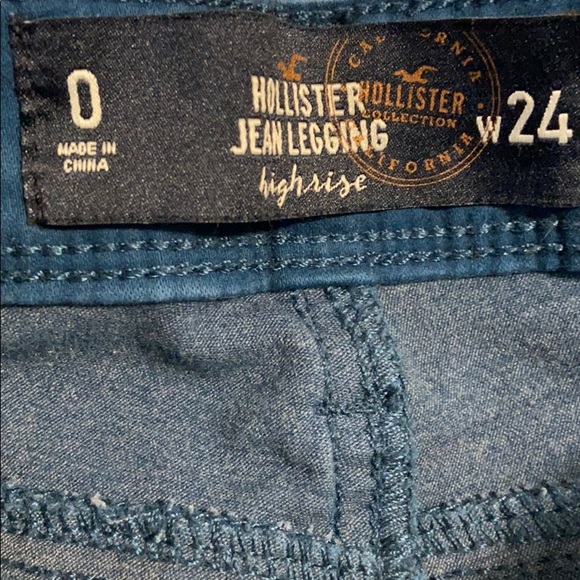 0
MADE IN
CHINA
HOLLISTER
JEAN LEGGING
highrise
CALIFORNIA
HOLLISTER
COLLECTION
CALIFORNIA
W24